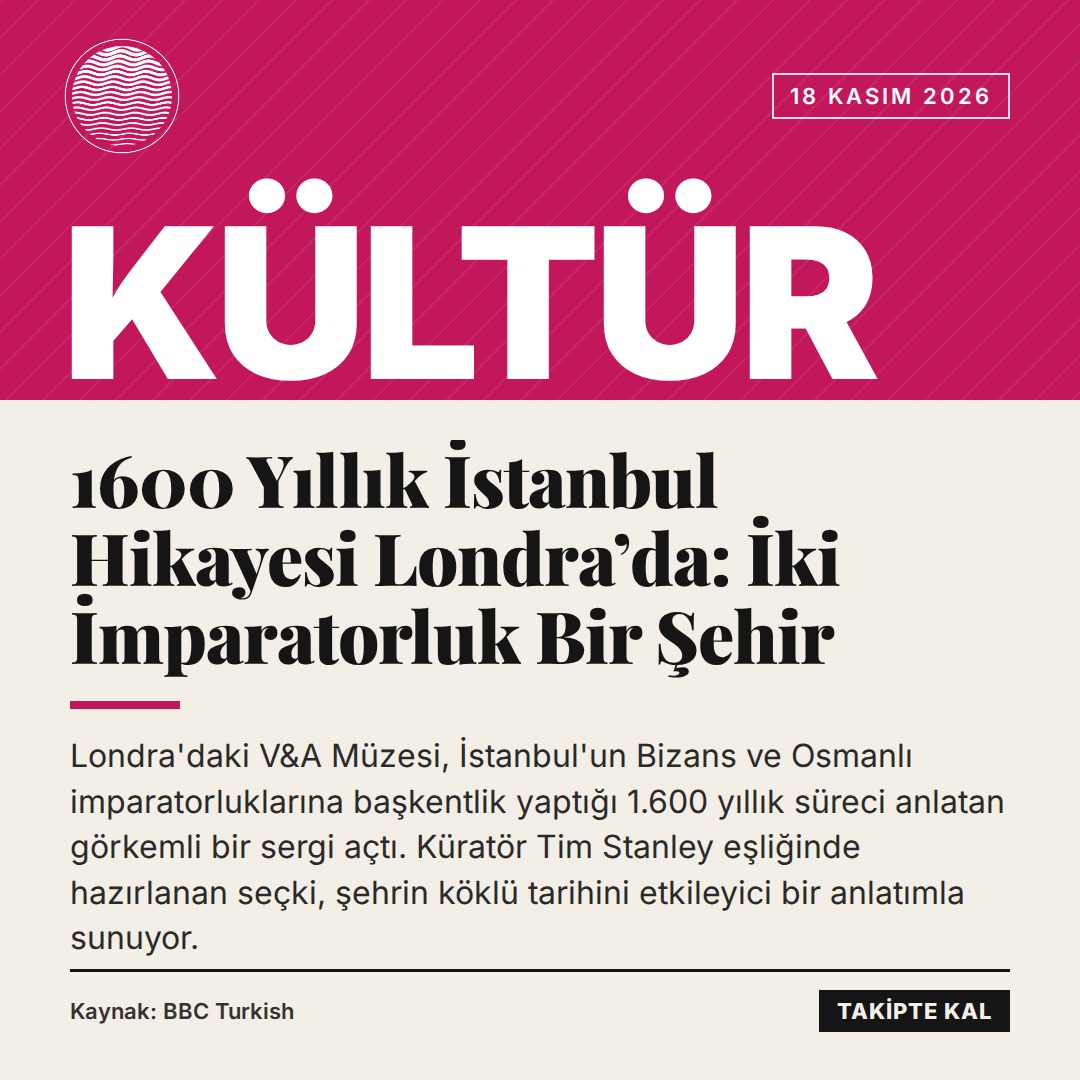 18 KASIM 2026
KÜLTÜR
1600 Yıllık İstanbul
Hikayesi Londra’da: İki
İmparatorluk Bir Şehir
Londra'daki V&A Müzesi, İstanbul'un Bizans ve Osmanlı
imparatorluklarına başkentlik yaptığı 1.600 yıllık süreci anlatan
görkemli bir sergi açtı. Küratör Tim Stanley eşliğinde
hazırlanan seçki, şehrin köklü tarihini etkileyici bir anlatımla
sunuyor.
Kaynak: BBC Turkish
TAKİPTE KAL